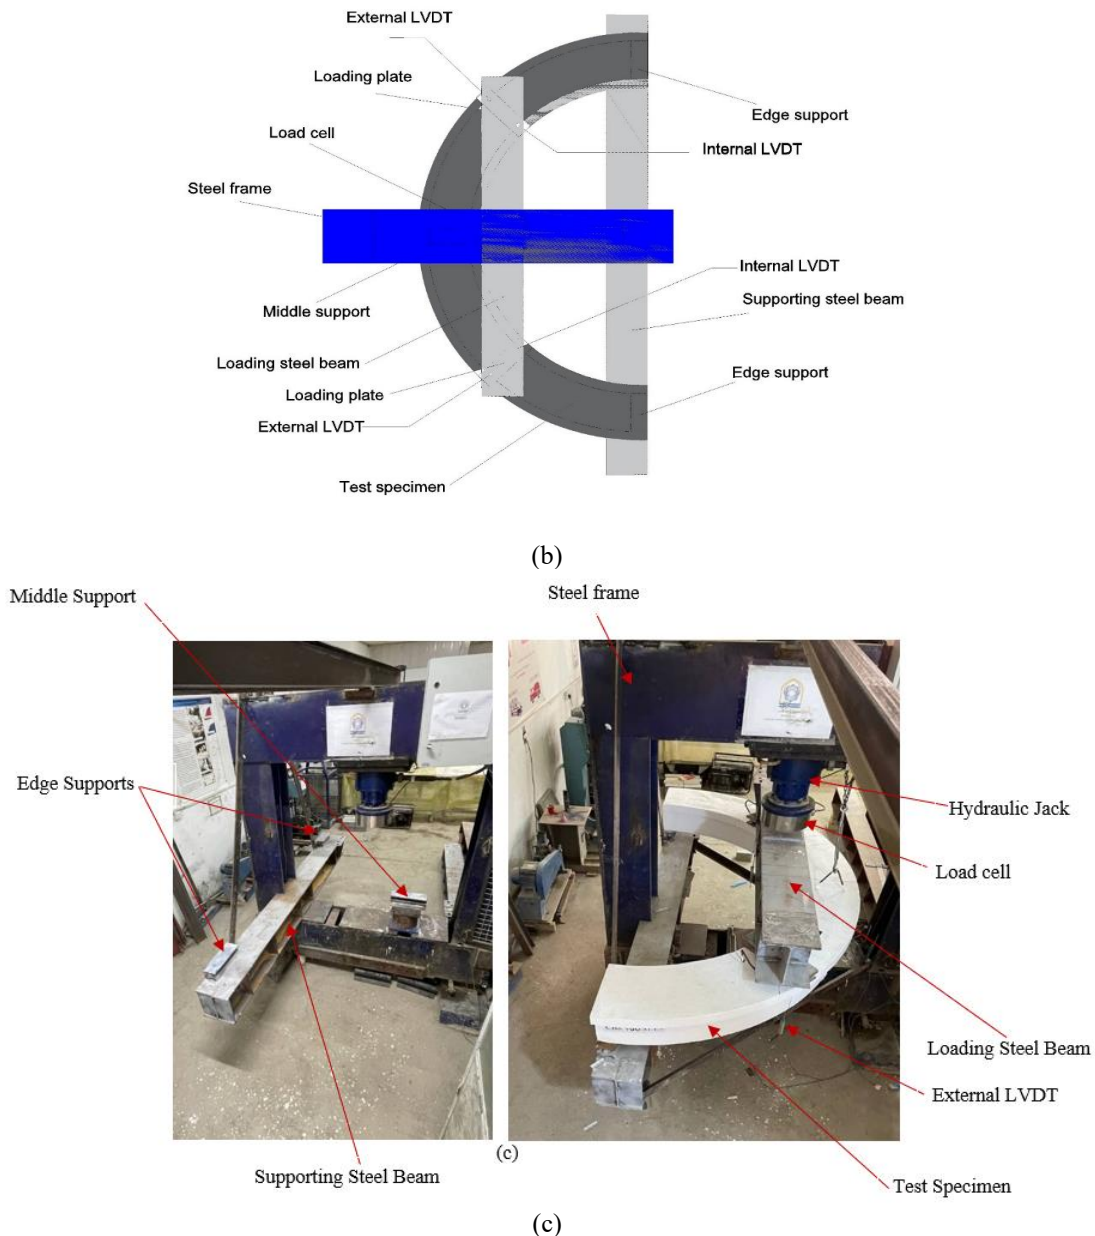 External LVDT
Loading plate
Load cell
Steel frame
Edge support
Internal LVDT
Internal LVDT
Supporting steel beam
Middle support
Loading steel beam
Loading plate
External LVDT
Edge support
Test specimen
(b)
Middle Support
Steel frame
Edge Supports
Hydraulic Jack
Load cell
Loading Steel Beam
External LVDT
(c)
Supporting Steel Beam
Test Specimen
(c)